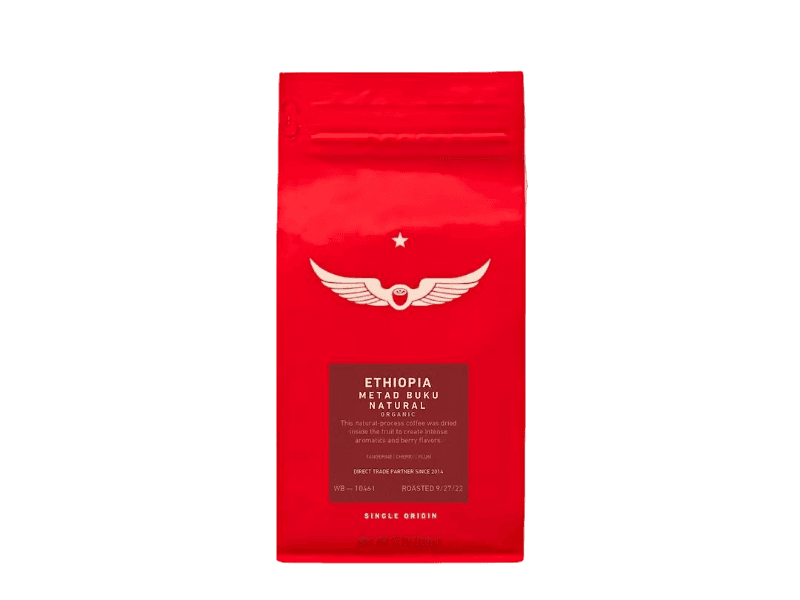 ETHIOPIA
METAD BUKU
NATURAL
ORGANIC
This natural-process coffee was dried
inside the fruit to create intense
aromatics and berry flavors.
TANGERINE | CHERRY | PLUM
DIRECT TRADE PARTNER SINCE 2014
WB — 10461 ROASTED 9/27/22
SINGLE ORIGIN